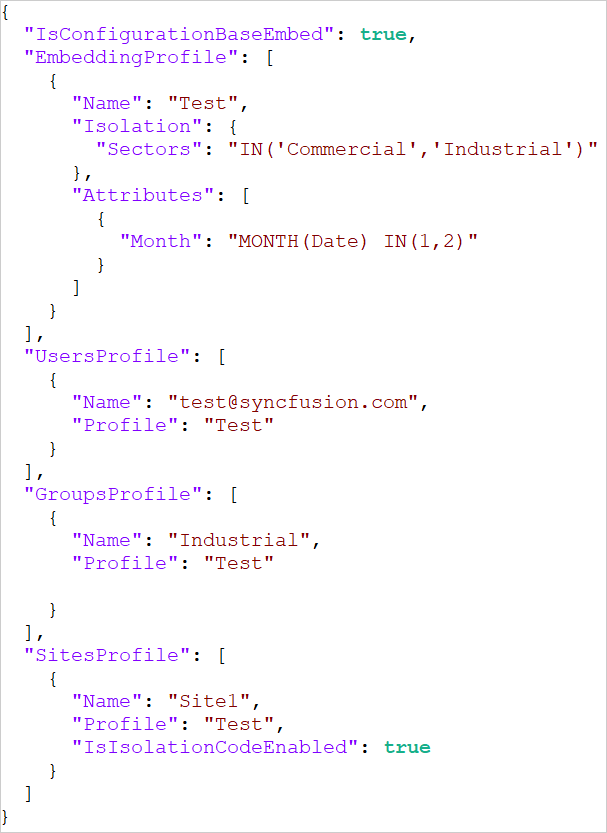 {
  "IsConfigurationBaseEmbed": true,
  "EmbeddingProfile": [
    {
      "Name": "Test",
      "Isolation": {
        "Sectors": "IN('Commercial','Industrial')"
      },
      "Attributes": [
        {
          "Month": "MONTH(Date) IN(1,2)"
        }
      ]
    }
  ],
  "UsersProfile": [
    {
      "Name": "test@syncfusion.com",
      "Profile": "Test"
    }
  ],
  "GroupsProfile": [
    {
      "Name": "Industrial",
      "Profile": "Test"

    }
  ],
  "SitesProfile": [
    {
      "Name": "Site1",
      "Profile": "Test",
      "IsIsolationCodeEnabled": true
    }
  ]
}